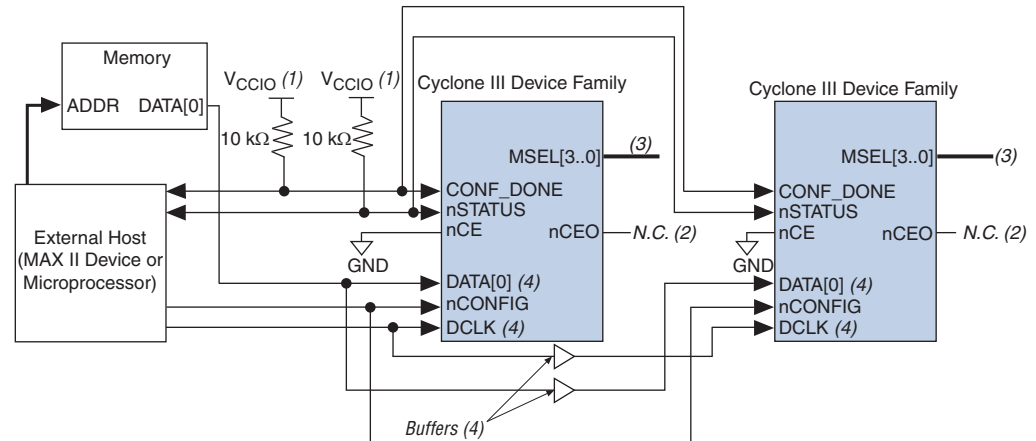 Memory
ADDR DATA[0]
VCCIO (1)
VCCIO (1)
10 kΩ
10 kΩ
Cyclone III Device Family
MSEL[3..0]
(3)
CONF_DONE
nSTATUS
nCE
nCEO
N.C. (2)
GND
DATA[0] (4)
nCONFIG
DCLK (4)
Cyclone III Device Family
MSEL[3..0]
(3)
CONF_DONE
nSTATUS
nCE
nCEO
N.C. (2)
GND
DATA[0] (4)
nCONFIG
DCLK (4)
External Host
(MAX II Device or
Microprocessor)
Buffers (4)